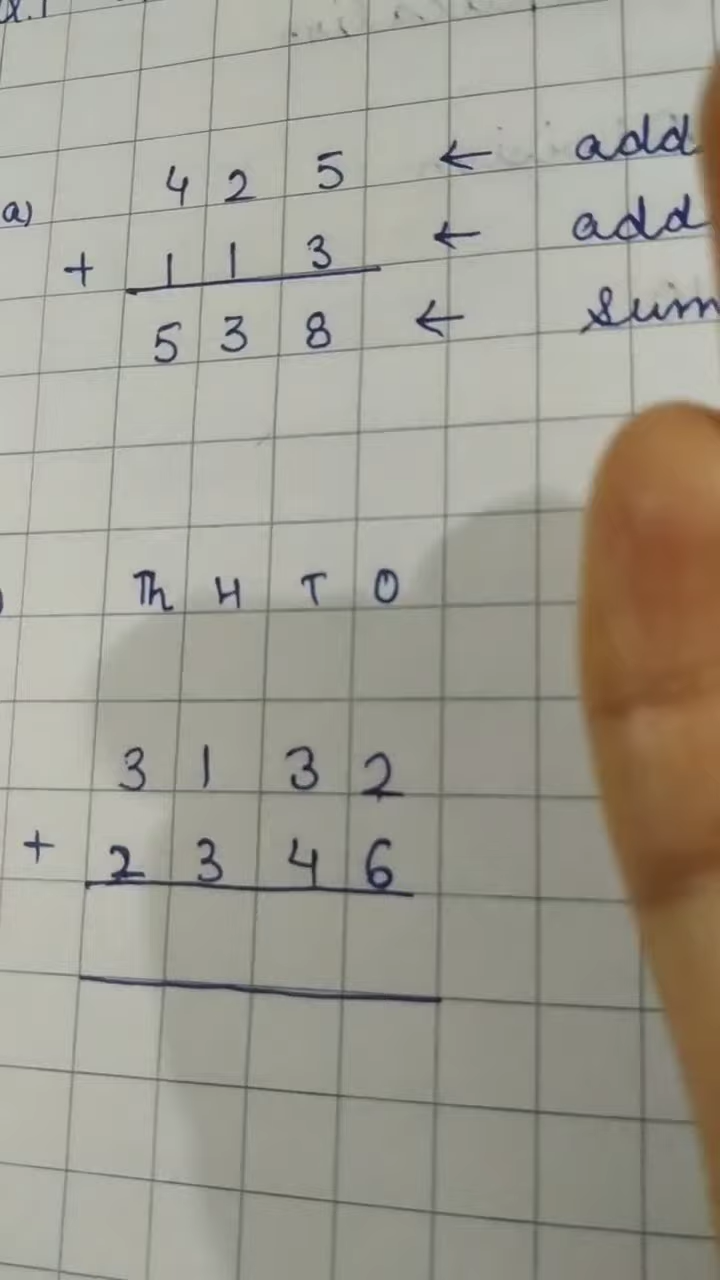 4 2 5 ← add
a)
+ 1 1 3 ← add
5 3 8 ← sum
) Th H T O
3 1 3 2
+ 2 3 4 6